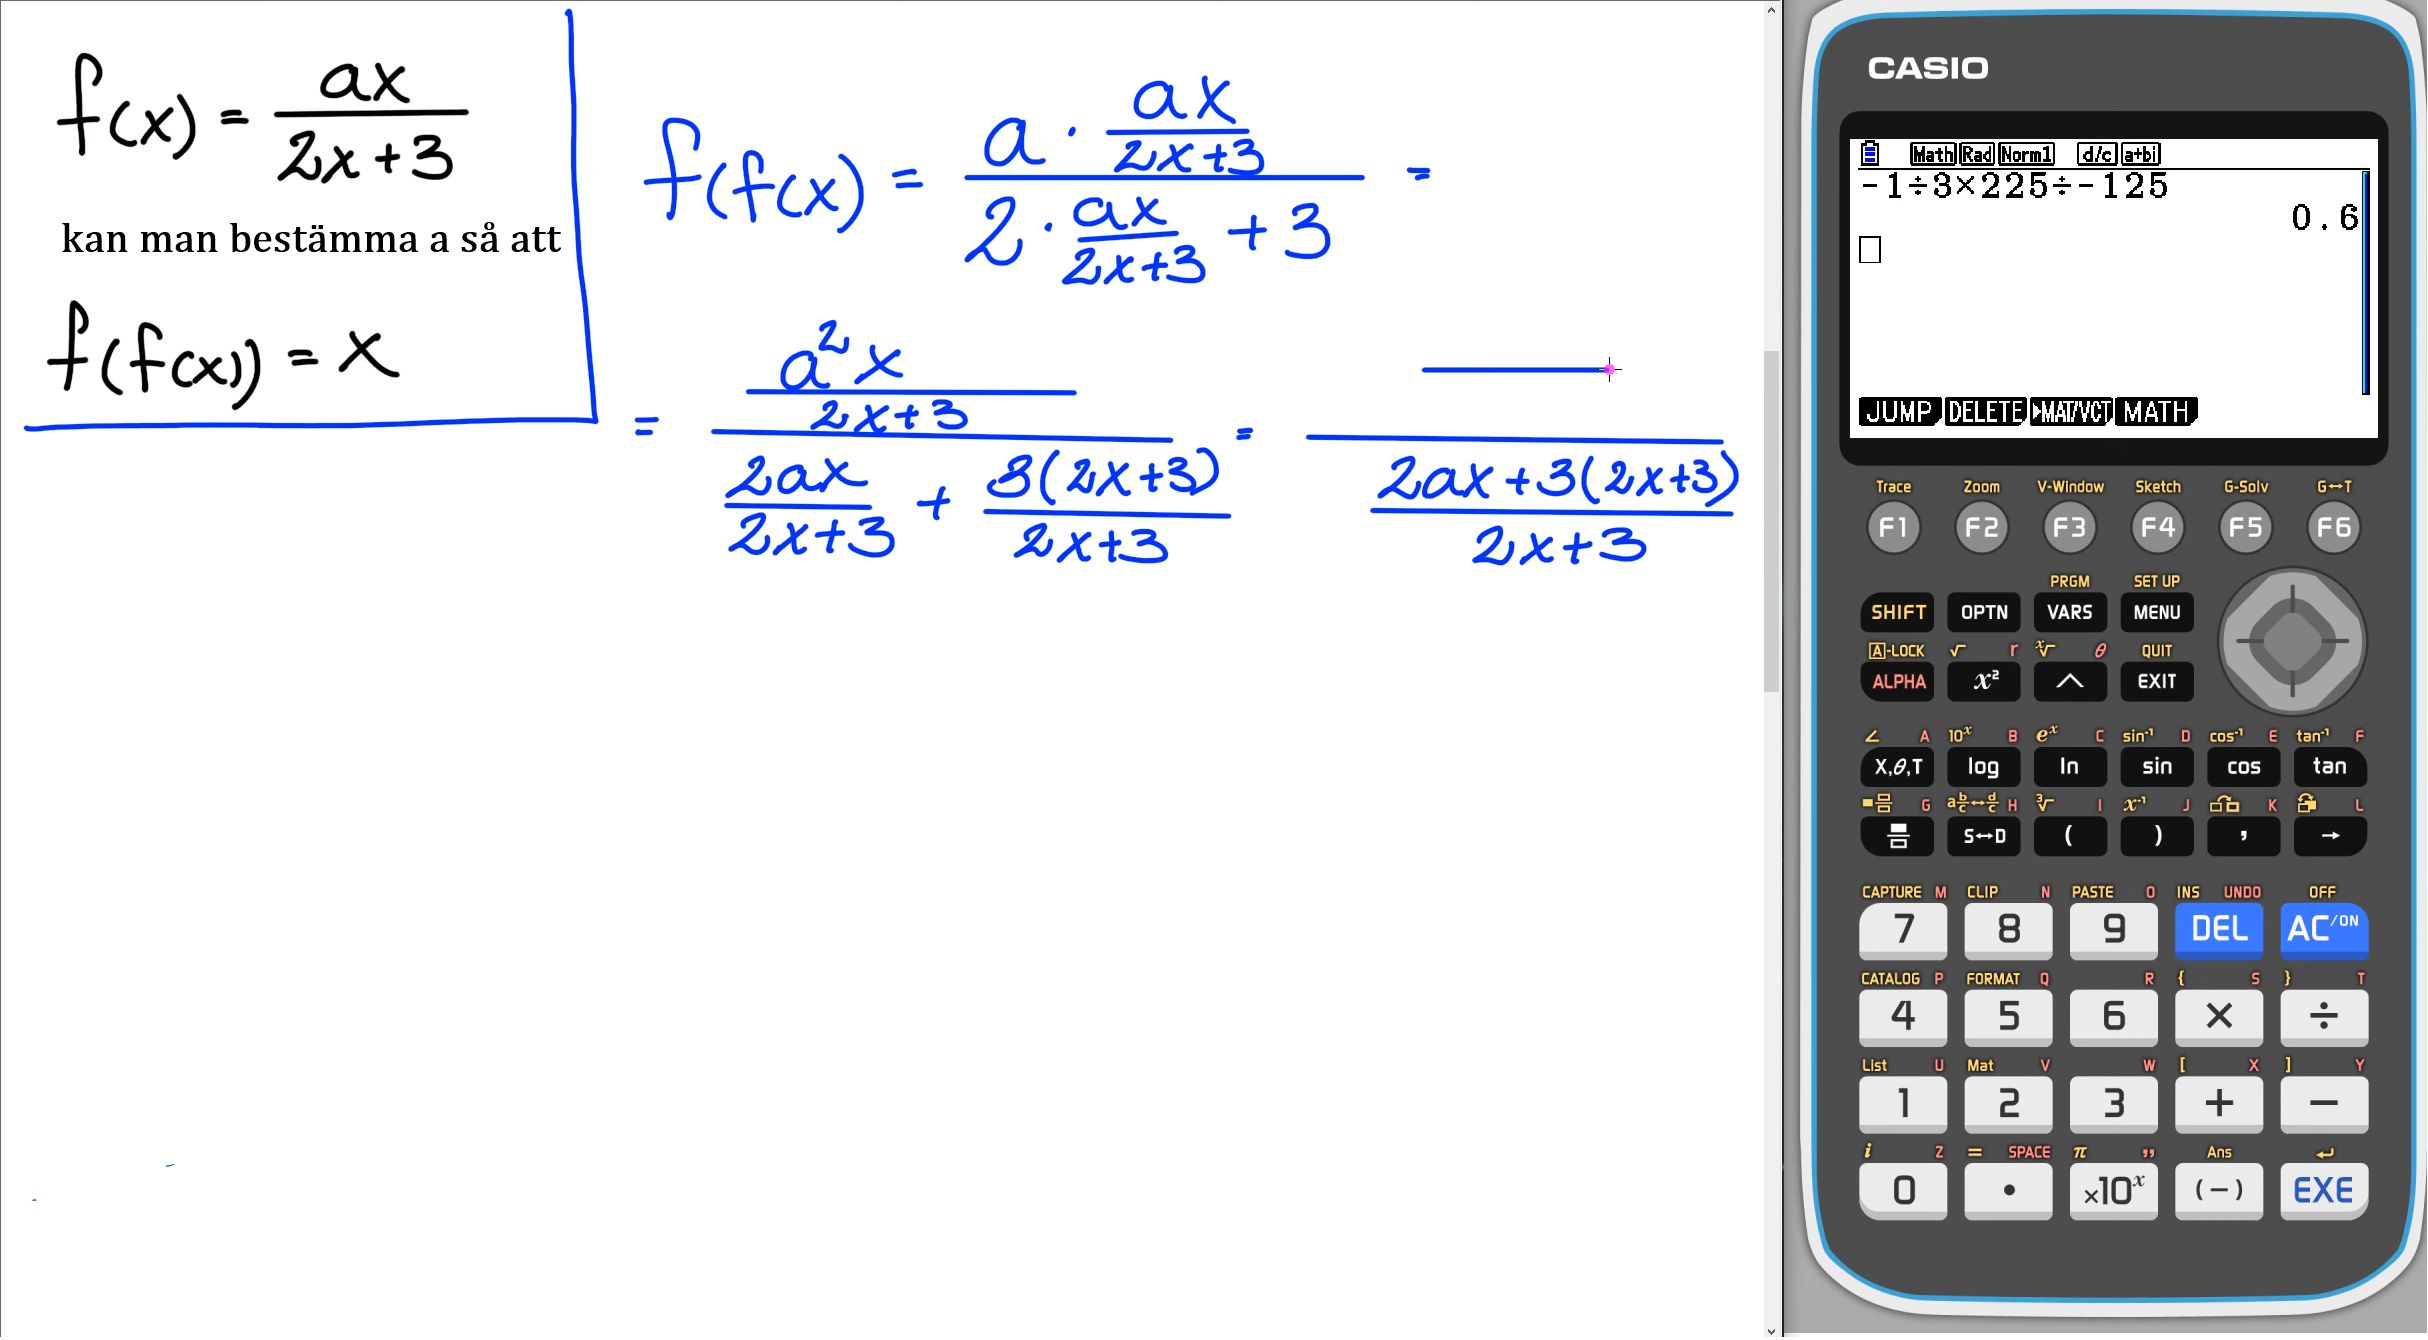 f(x) = ax / 2x+3
kan man bestämma a så att
f(f(x)) = x
f(f(x) = a · ax / 2x+3 / 2 · ax / 2x+3 + 3 =
= a²x / 2x+3 / 2ax / 2x+3 + 3(2x+3) / 2x+3 = 2ax+3(2x+3) / 2x+3
CASIO
Math Rad Norm1 d/c a+bi
-1÷3×225÷-125
0.6
JUMP DELETE ▶MAT/VCT MATH
Trace Zoom V-Window Sketch G-Solv G↔T
F1 F2 F3 F4 F5 F6
PRGM SET UP
SHIFT OPTN VARS MENU
A-LOCK √ r ˣ√ θ QUIT
ALPHA x² ^ EXIT
∠ A 10ˣ B eˣ C sin⁻¹ D cos⁻¹ E tan⁻¹ F
X,θ,T log ln sin cos tan
G a b/c↔d/c H ³√ I x⁻¹ J K L
S↔D ( ) , →
CAPTURE M CLIP N PASTE O INS UNDO OFF
7 8 9 DEL AC/ON
CATALOG P FORMAT Q R { S } T
4 5 6 × ÷
List U Mat V W [ X ] Y
1 2 3 + −
i Z = SPACE π " Ans ↵
0 • ×10ˣ (−) EXE